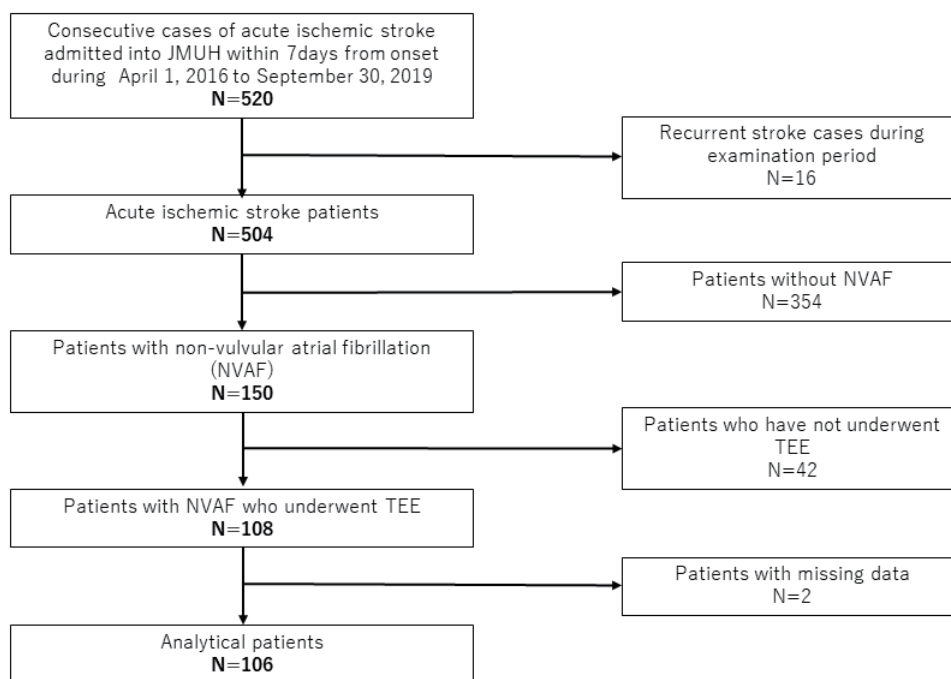 Consecutive cases of acute ischemic stroke
admitted into JMUH within 7days from onset
during April 1, 2016 to September 30, 2019
N=520
Recurrent stroke cases during
examination period
N=16
Acute ischemic stroke patients
N=504
Patients without NVAF
N=354
Patients with non-vulvular atrial fibrillation
(NVAF)
N=150
Patients who have not underwent
TEE
N=42
Patients with NVAF who underwent TEE
N=108
Patients with missing data
N=2
Analytical patients
N=106